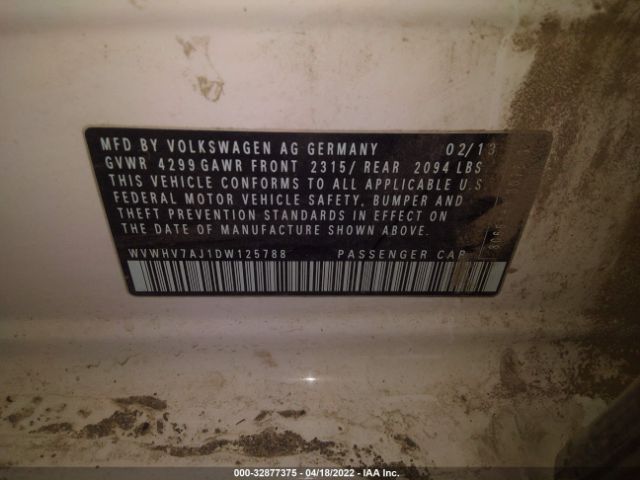 MFD BY VOLKSWAGEN AG GERMANY 02/13
GVWR 4299 GAWR FRONT 2315/ REAR 2094 LBS
THIS VEHICLE CONFORMS TO ALL APPLICABLE U.S.
FEDERAL MOTOR VEHICLE SAFETY, BUMPER AND
THEFT PREVENTION STANDARDS IN EFFECT ON
THE DATE OF MANUFACTURE SHOWN ABOVE.
WVWHV7AJ1DW125788 PASSENGER CAR
000-32877375 - 04/18/2022 - IAA Inc.